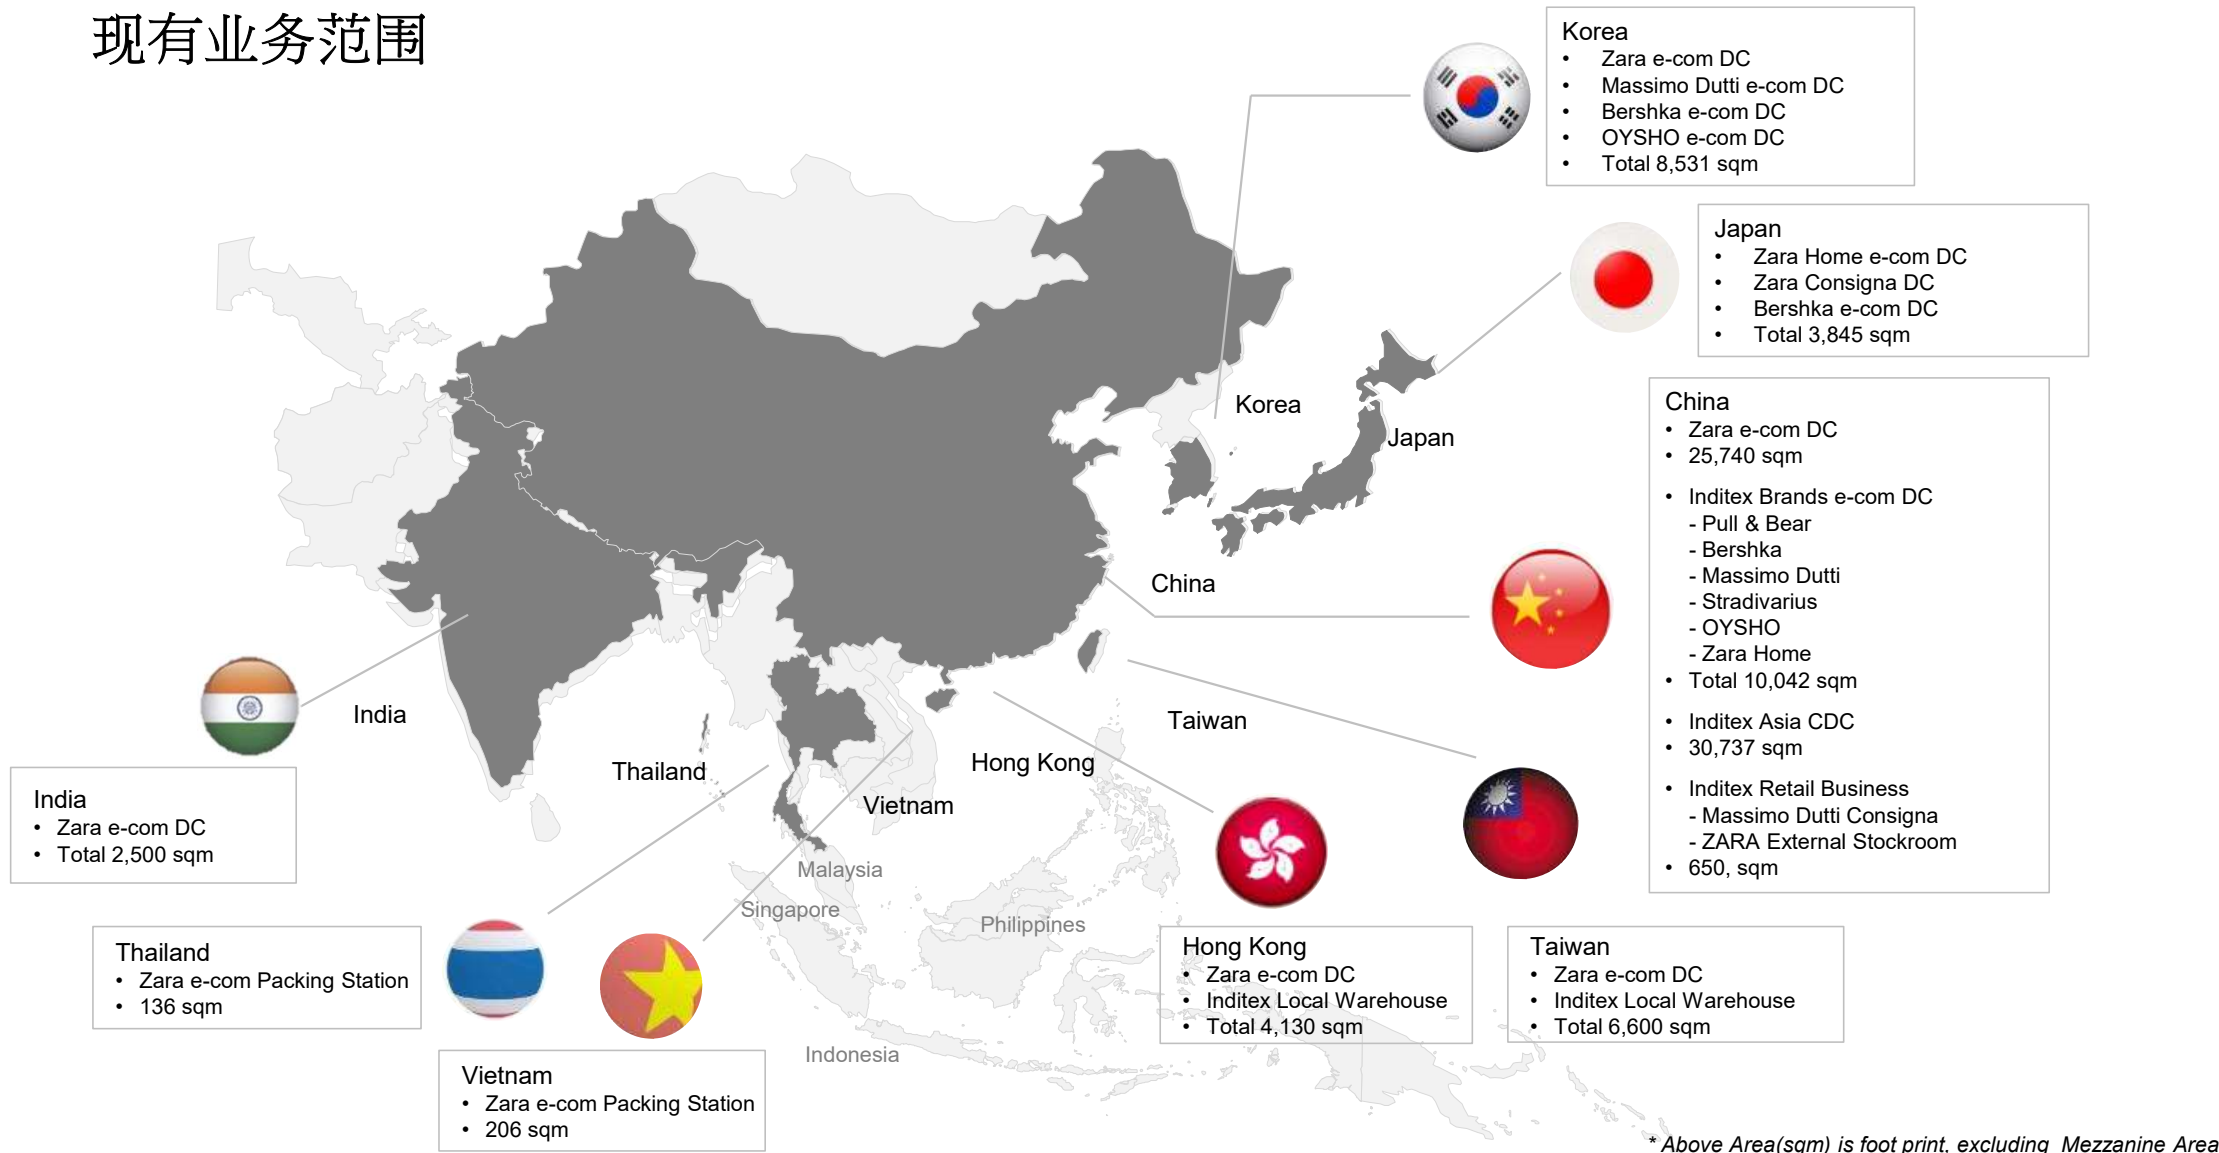 现有业务范围
Korea
• Zara e-com DC
• Massimo Dutti e-com DC
• Bershka e-com DC
• OYSHO e-com DC
• Total 8,531 sqm
Japan
• Zara Home e-com DC
• Zara Consigna DC
• Bershka e-com DC
• Total 3,845 sqm
China
• Zara e-com DC
• 25,740 sqm
• Inditex Brands e-com DC
- Pull & Bear
- Bershka
- Massimo Dutti
- Stradivarius
- OYSHO
- Zara Home
• Total 10,042 sqm
• Inditex Asia CDC
• 30,737 sqm
• Inditex Retail Business
- Massimo Dutti Consigna
- ZARA External Stockroom
• 650, sqm
Korea
Japan
China
Taiwan
Hong Kong
India
Thailand
Vietnam
Malaysia
Singapore
Philippines
Indonesia
India
• Zara e-com DC
• Total 2,500 sqm
Thailand
• Zara e-com Packing Station
• 136 sqm
Vietnam
• Zara e-com Packing Station
• 206 sqm
Hong Kong
• Zara e-com DC
• Inditex Local Warehouse
• Total 4,130 sqm
Taiwan
• Zara e-com DC
• Inditex Local Warehouse
• Total 6,600 sqm
* Above Area(sqm) is foot print, excluding Mezzanine Area